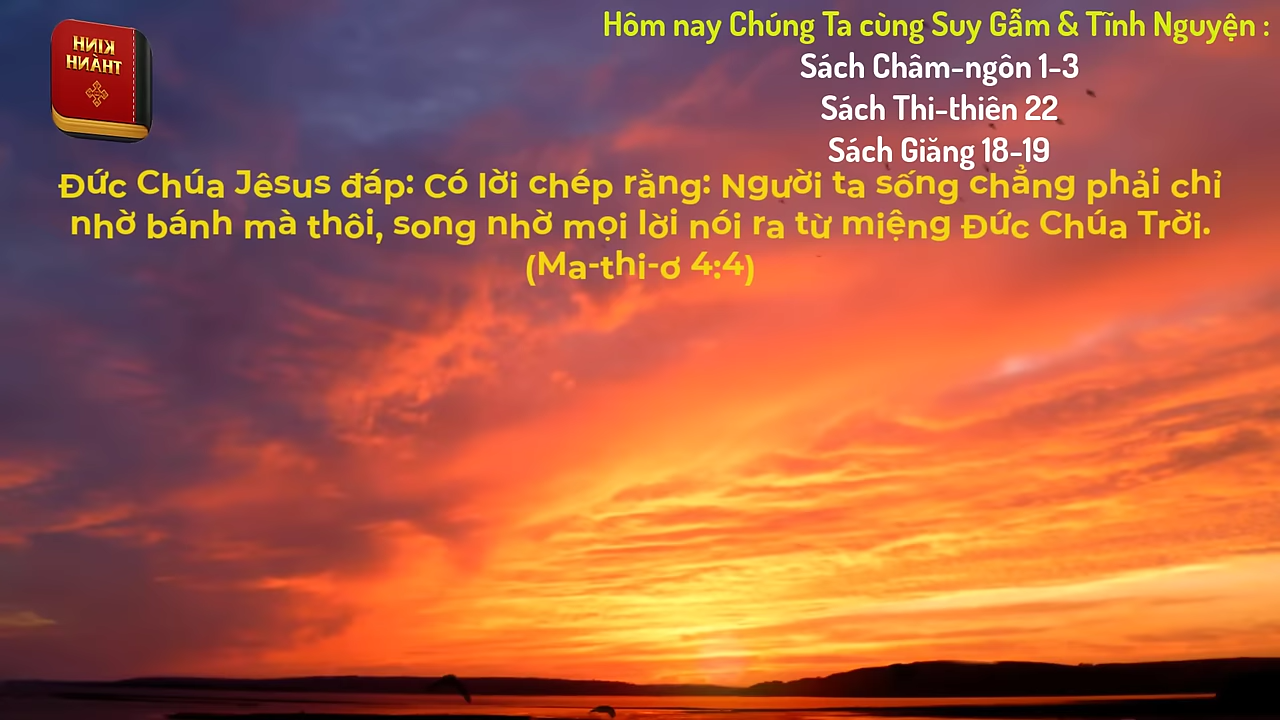 KINH
THÁNH
Hôm nay Chúng Ta cùng Suy Gẫm & Tĩnh Nguyện :
Sách Châm-ngôn 1-3
Sách Thi-thiên 22
Sách Giăng 18-19
Đức Chúa Jêsus đáp: Có lời chép rằng: Người ta sống chẳng phải chỉ
nhờ bánh mà thôi, song nhờ mọi lời nói ra từ miệng Đức Chúa Trời.
(Ma-thi-ơ 4:4)